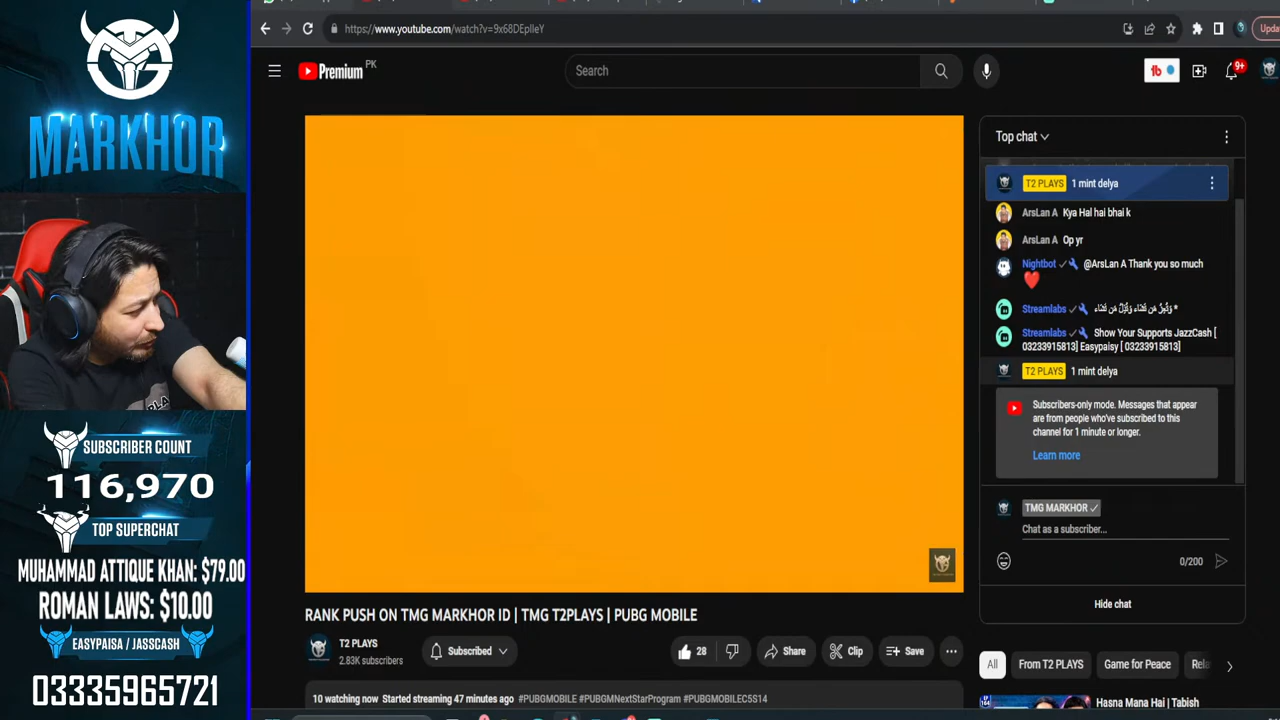 MARKHOR
SUBSCRIBER COUNT
116,970
TOP SUPERCHAT
MUHAMMAD ATTIQUE KHAN: $79.00
ROMAN LAWS: $10.00
EASYPAISA / JASSCASH
03335965721
https://www.youtube.com/watch?v=9x68DEplleY
Upda
Premium PK
Search
9+
Top chat
T2 PLAYS 1 mint delya
ArsLan A Kya Hal hai bhai k
ArsLan A Op yr
Nightbot @ArsLan A Thank you so much
❤️
Streamlabs * وَتُعِزُّ مَن تَشَاء وَتُذِلُّ مَن تَشَاء
Streamlabs Show Your Supports JazzCash [
03233915813] Easypaisy [ 03233915813]
T2 PLAYS 1 mint delya
Subscribers-only mode. Messages that appear
are from people who've subscribed to this
channel for 1 minute or longer.
Learn more
TMG MARKHOR
Chat as a subscriber...
0/200
Hide chat
RANK PUSH ON TMG MARKHOR ID | TMG T2PLAYS | PUBG MOBILE
T2 PLAYS
2.83K subscribers
Subscribed
28
Share
Clip
Save
10 watching now Started streaming 47 minutes ago #PUBGMOBILE #PUBGMNextStarProgram #PUBGMOBILEC5S14
All
From T2 PLAYS
Game for Peace
Rela
Hasna Mana Hai | Tabish